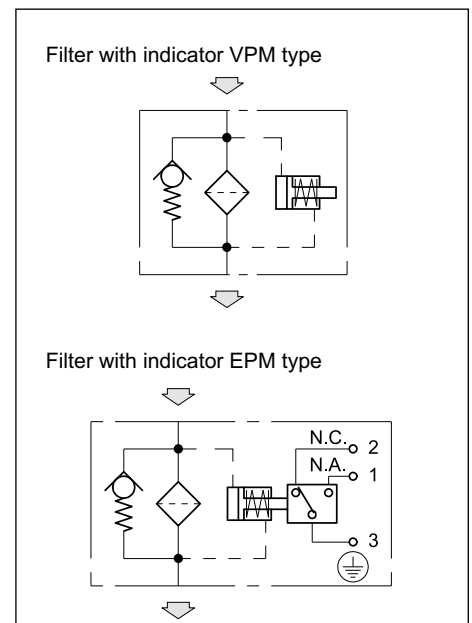 Filter with indicator VPM type
Filter with indicator EPM type
N.C. 2
N.A. 1
3